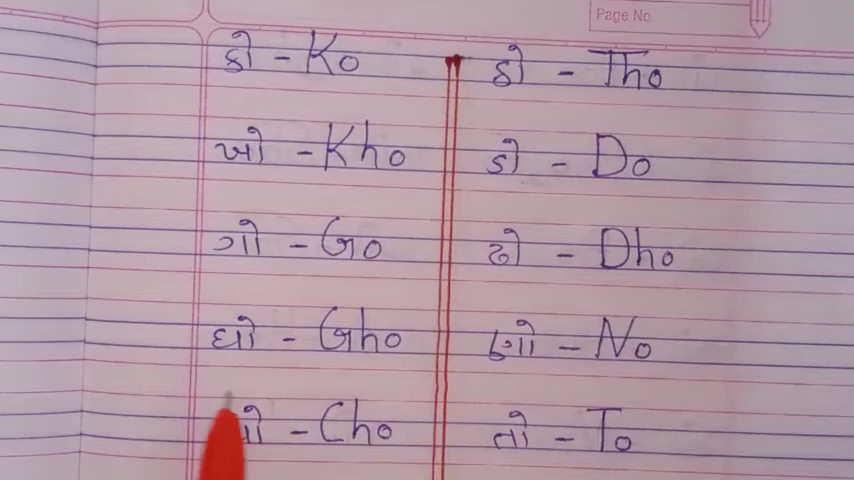 Page No.
કો - Ko
ખો - Kho
ગો - Go
ઘો - Gho
- Cho
ઠો - Tho
ડો - Do
ઢો - Dho
ણો - No
તો - To